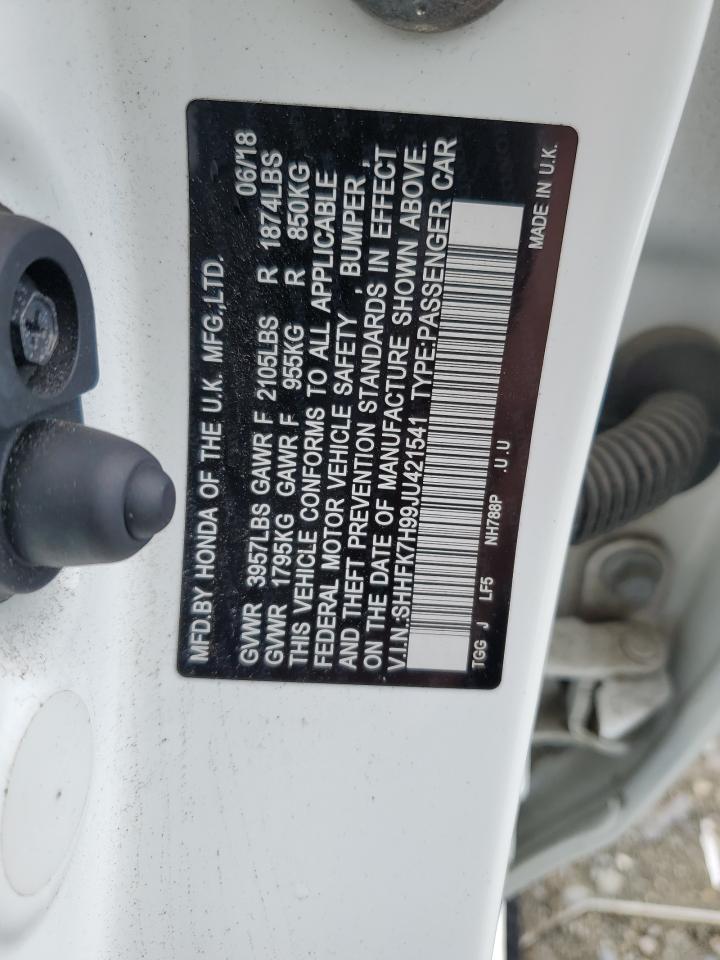 MFD.BY HONDA OF THE U.K. MFG.,LTD. 06/18
GVWR 3957LBS GAWR F 2105LBS R 1874LBS
GVWR 1795KG GAWR F 955KG R 850KG
THIS VEHICLE CONFORMS TO ALL APPLICABLE
FEDERAL MOTOR VEHICLE SAFETY , BUMPER ,
AND THEFT PREVENTION STANDARDS IN EFFECT
ON THE DATE OF MANUFACTURE SHOWN ABOVE.
V.I.N.:SHHFK7H99JU421541 TYPE:PASSENGER CAR
TGG J LF5 NH788P .U.U MADE IN U.K.